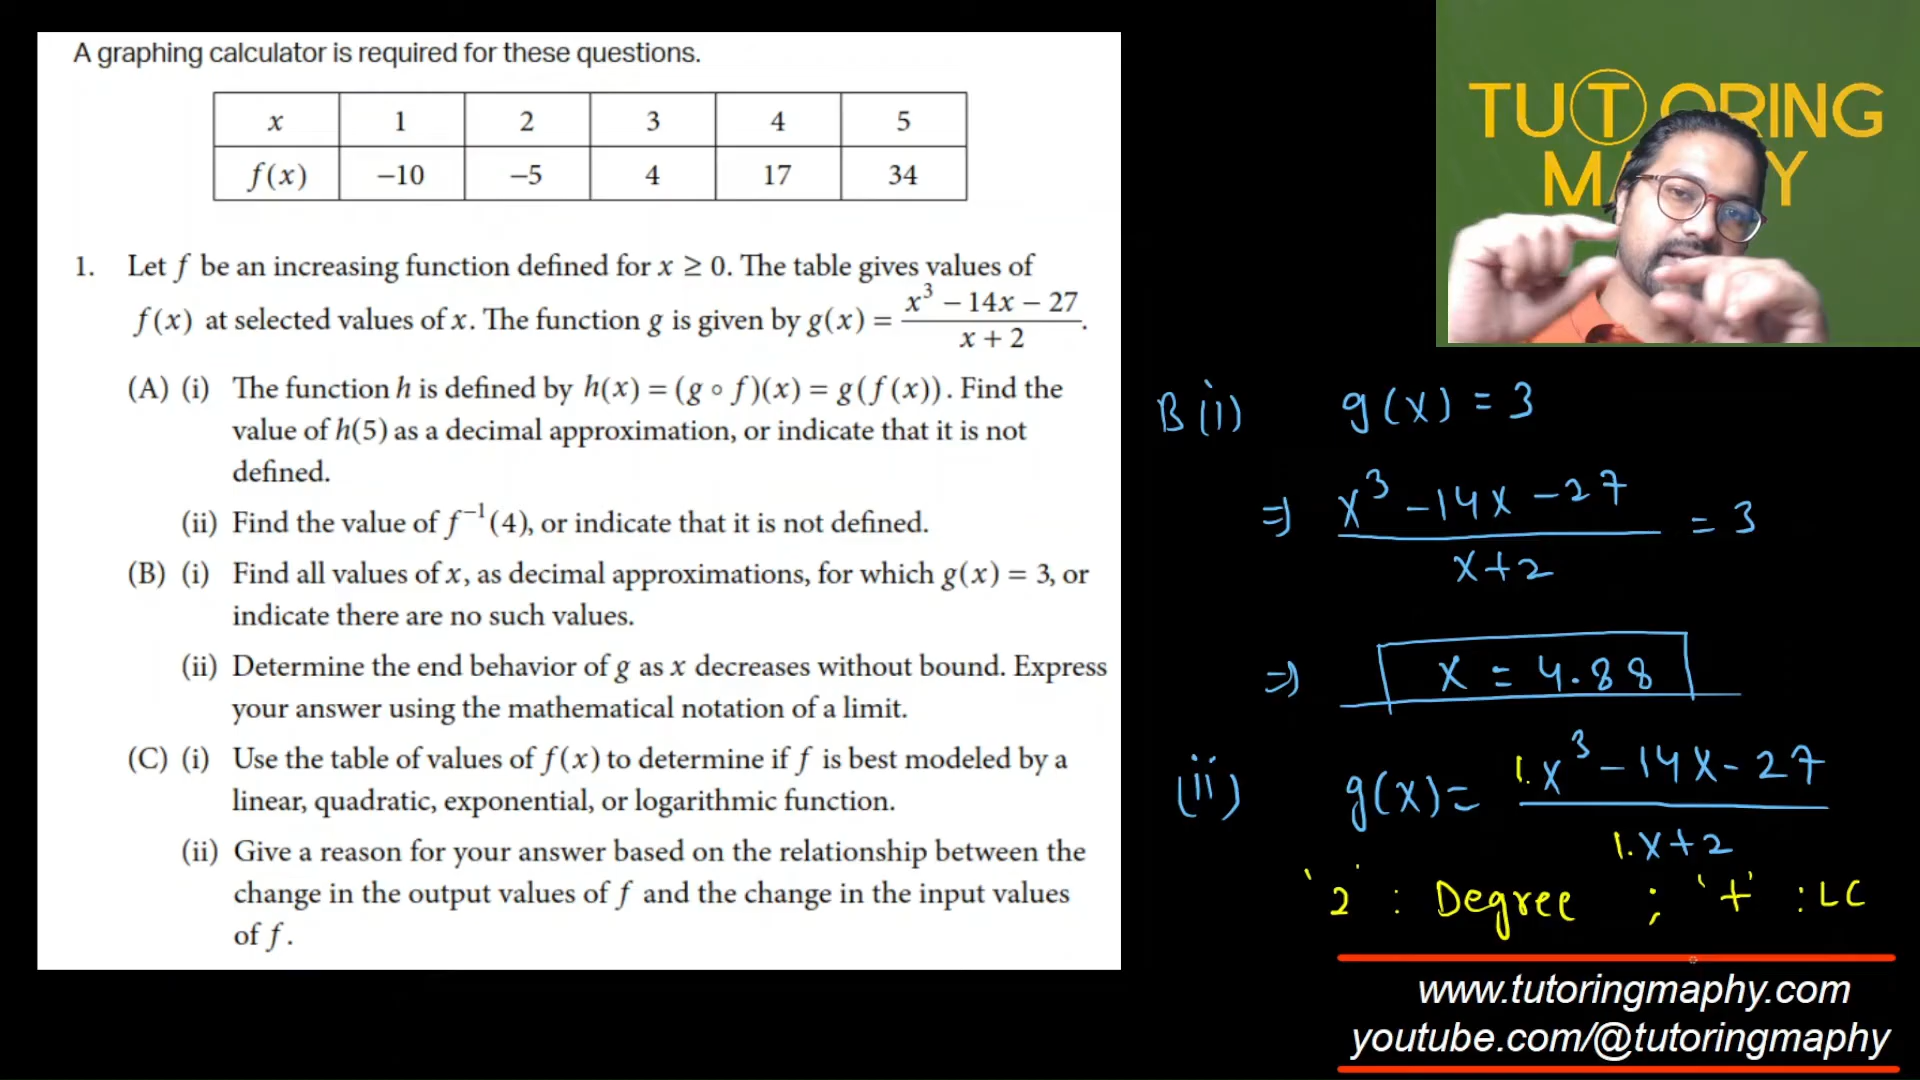 A graphing calculator is required for these questions.
x 1 2 3 4 5
f(x) −10 −5 4 17 34
1. Let f be an increasing function defined for x ≥ 0. The table gives values of
f(x) at selected values of x. The function g is given by g(x) = (x³ − 14x − 27)/(x + 2).
(A) (i) The function h is defined by h(x) = (g ∘ f)(x) = g(f(x)). Find the
value of h(5) as a decimal approximation, or indicate that it is not
defined.
(ii) Find the value of f⁻¹(4), or indicate that it is not defined.
(B) (i) Find all values of x, as decimal approximations, for which g(x) = 3, or
indicate there are no such values.
(ii) Determine the end behavior of g as x decreases without bound. Express
your answer using the mathematical notation of a limit.
(C) (i) Use the table of values of f(x) to determine if f is best modeled by a
linear, quadratic, exponential, or logarithmic function.
(ii) Give a reason for your answer based on the relationship between the
change in the output values of f and the change in the input values
of f.
TUTORING
MA Y
B (i) g(x) = 3
⇒ (x³ − 14x − 27)/(x + 2) = 3
⇒ x = 4.88
(ii) g(x) = (1.x³ − 14x − 27)/(1.x + 2)
'2' : Degree ; '+' : LC
www.tutoringmaphy.com
youtube.com/@tutoringmaphy